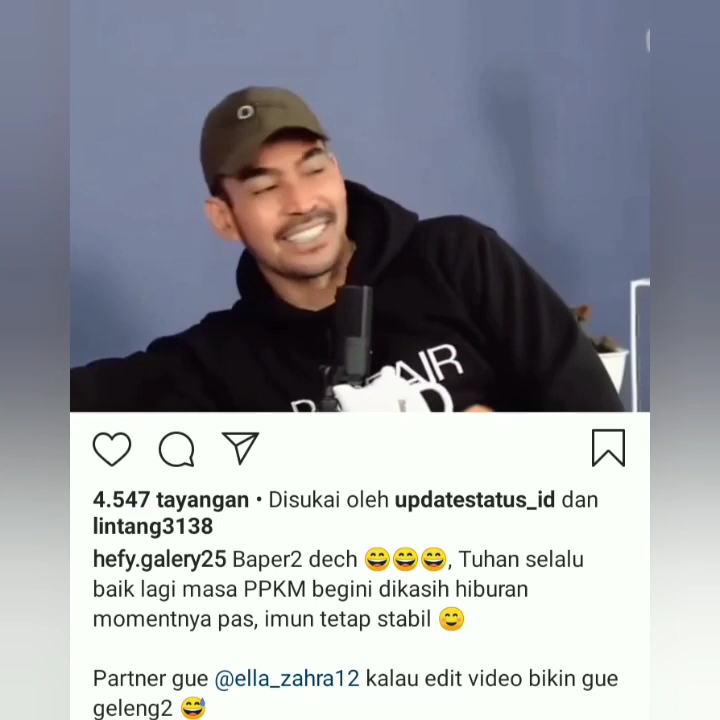 AIR
4.547 tayangan • Disukai oleh updatestatus_id dan
lintang3138
hefy.galery25 Baper2 dech 😄😄😄, Tuhan selalu
baik lagi masa PPKM begini dikasih hiburan
momentnya pas, imun tetap stabil 😊
Partner gue @ella_zahra12 kalau edit video bikin gue
geleng2 😅